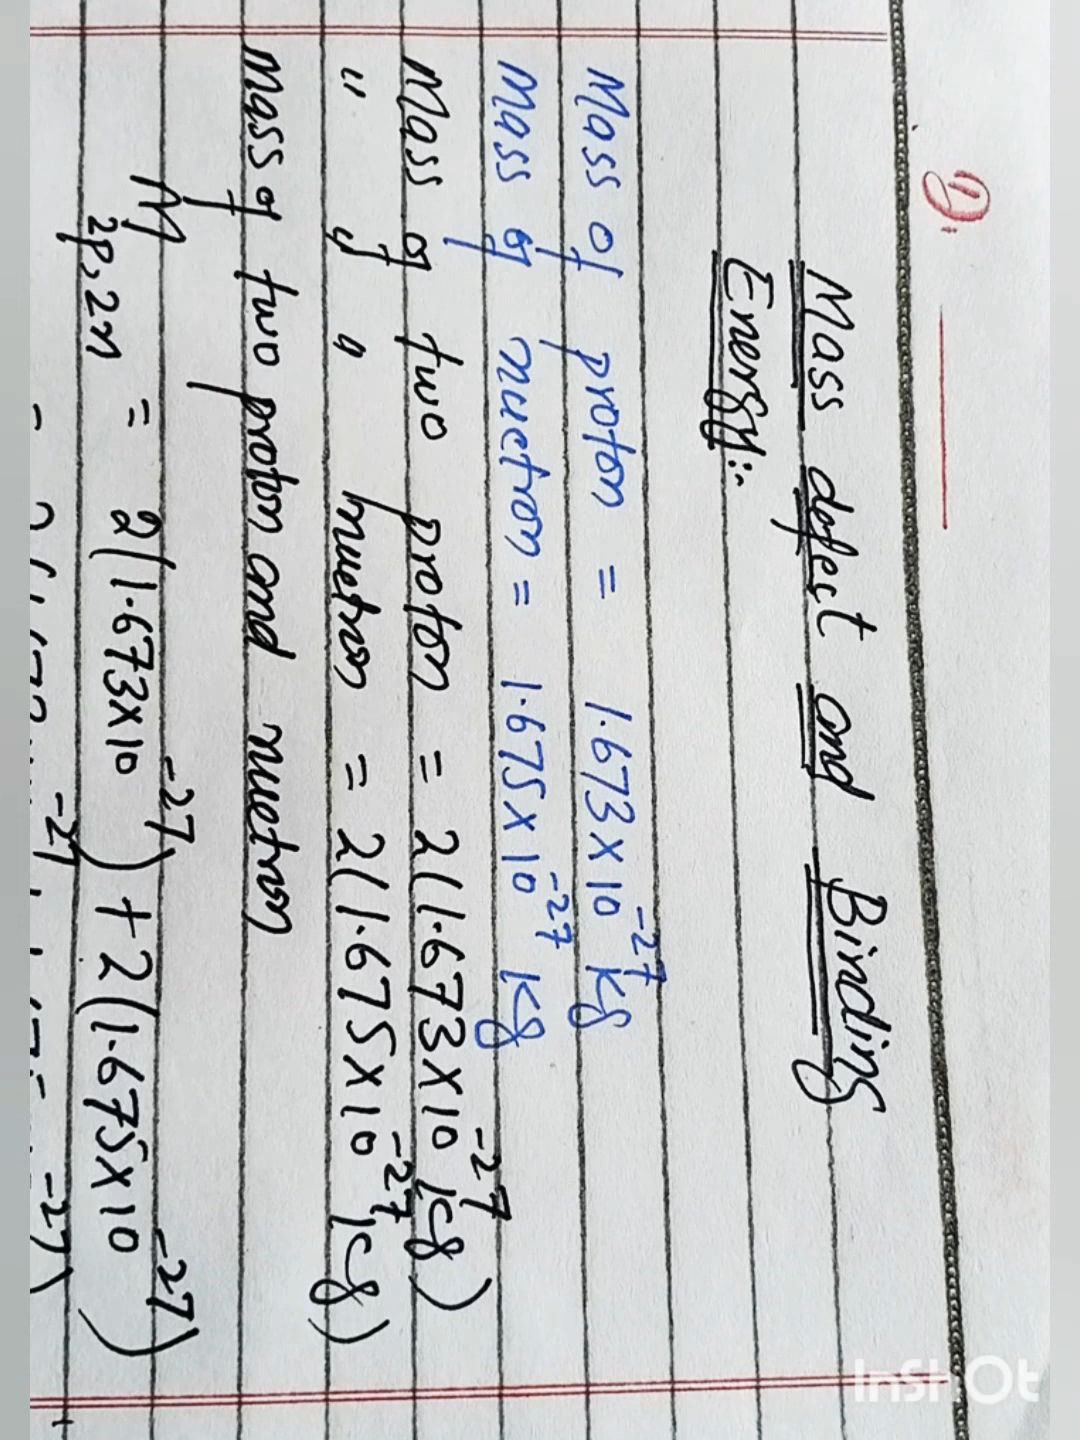 Q:
Mass defect and Binding
Energy:-
Mass of proton = 1.673×10⁻²⁷ kg
Mass of nuetron = 1.675×10⁻²⁷ kg
Mass of two proton = 2(1.673×10⁻²⁷ kg)
" " " nuetron = 2(1.675×10⁻²⁷ kg)
Mass of two proton and nuetron
M 2p,2n = 2(1.673×10⁻²⁷) + 2(1.675×10⁻²⁷)
InShOt